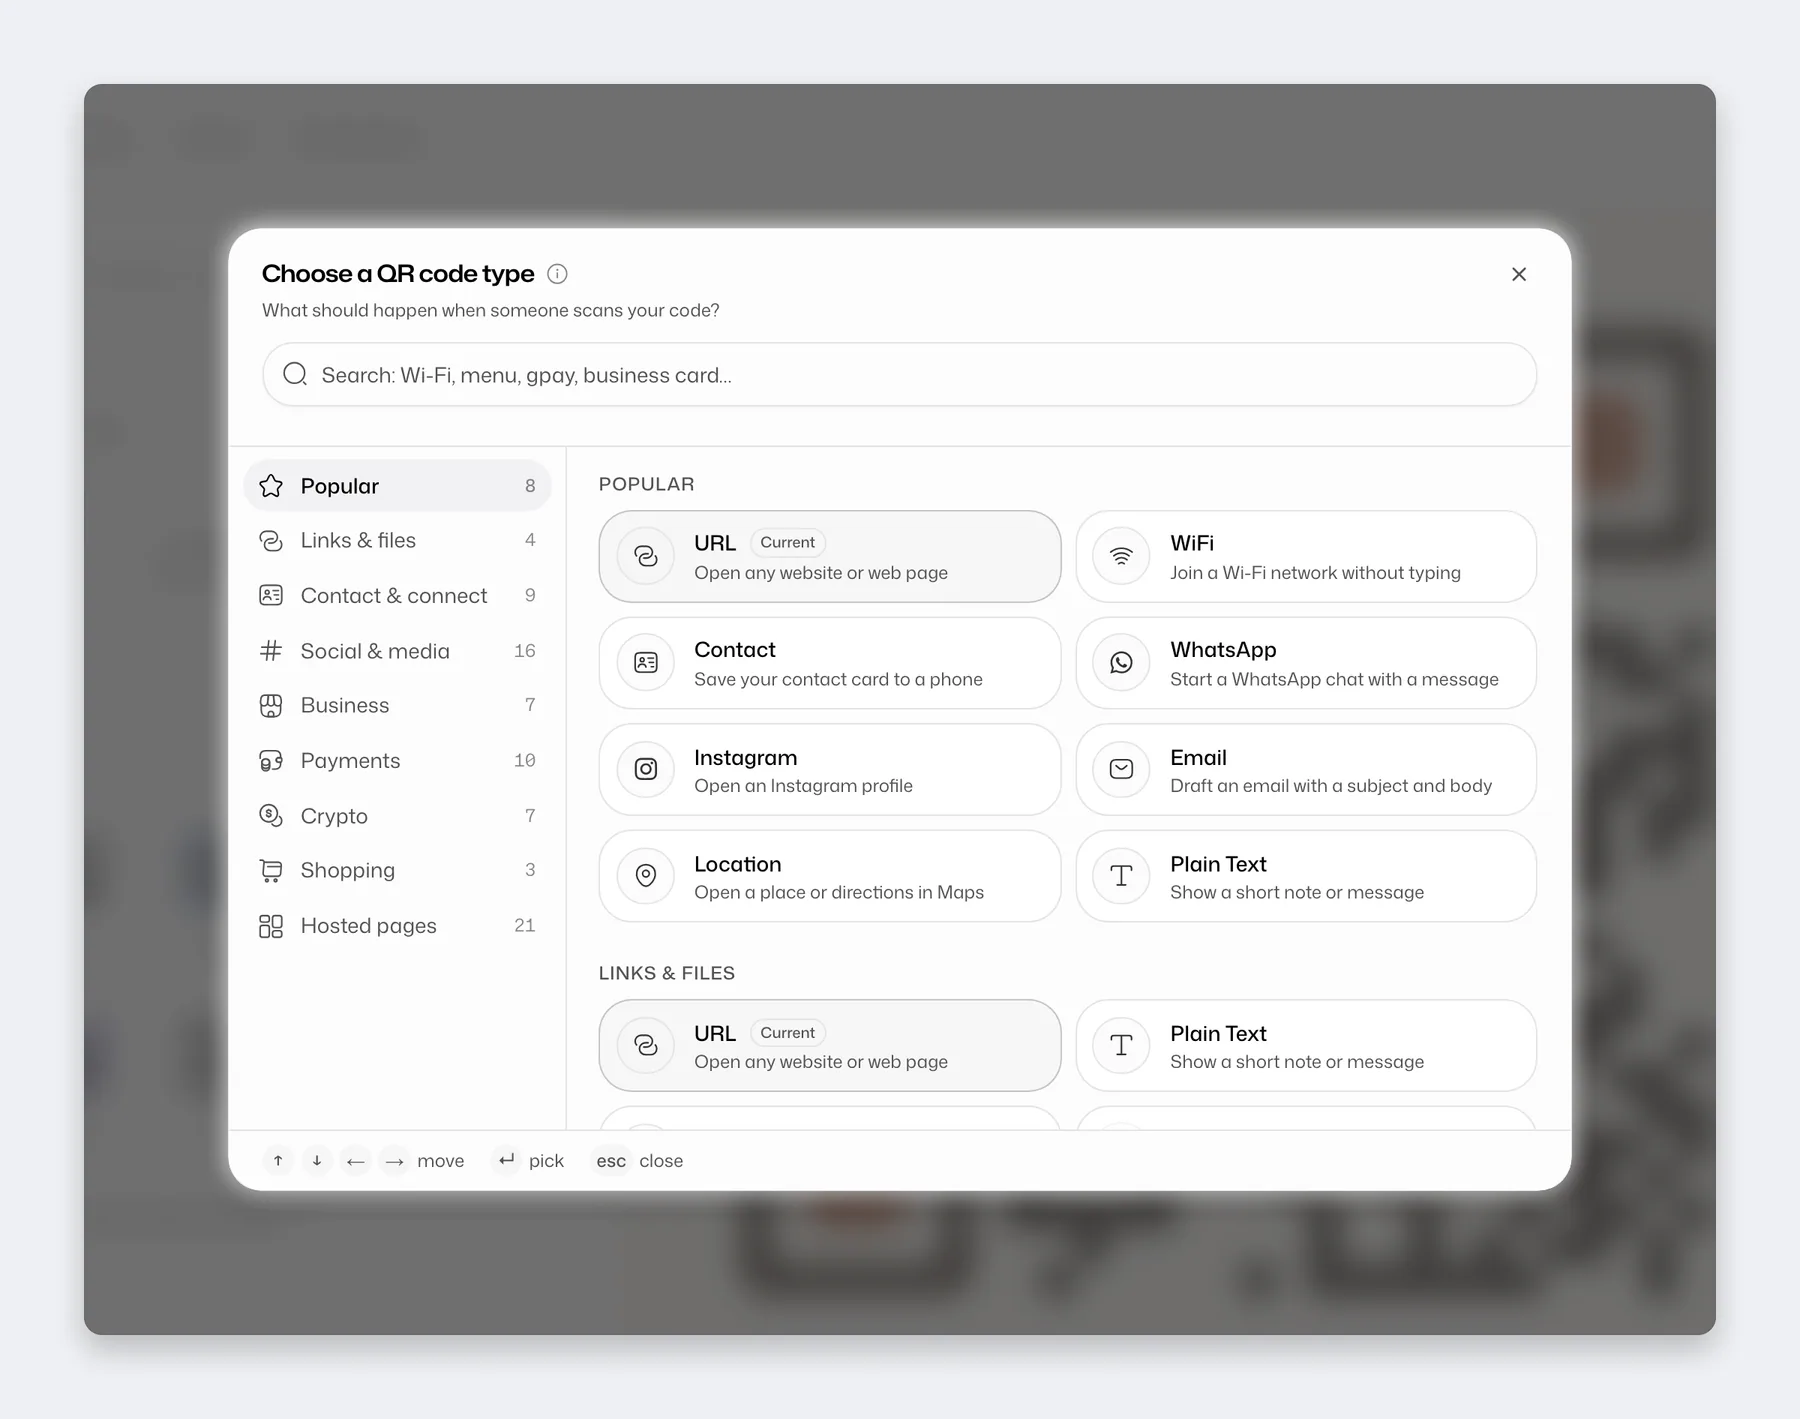 Choose a QR code type
What should happen when someone scans your code?
Search: Wi-Fi, menu, gpay, business card...
Popular 8
Links & files 4
Contact & connect 9
Social & media 16
Business 7
Payments 10
Crypto 7
Shopping 3
Hosted pages 21
POPULAR
URL Current
Open any website or web page
WiFi
Join a Wi-Fi network without typing
Contact
Save your contact card to a phone
WhatsApp
Start a WhatsApp chat with a message
Instagram
Open an Instagram profile
Email
Draft an email with a subject and body
Location
Open a place or directions in Maps
Plain Text
Show a short note or message
LINKS & FILES
URL Current
Open any website or web page
Plain Text
Show a short note or message
↑ ↓ ← → move ↵ pick esc close